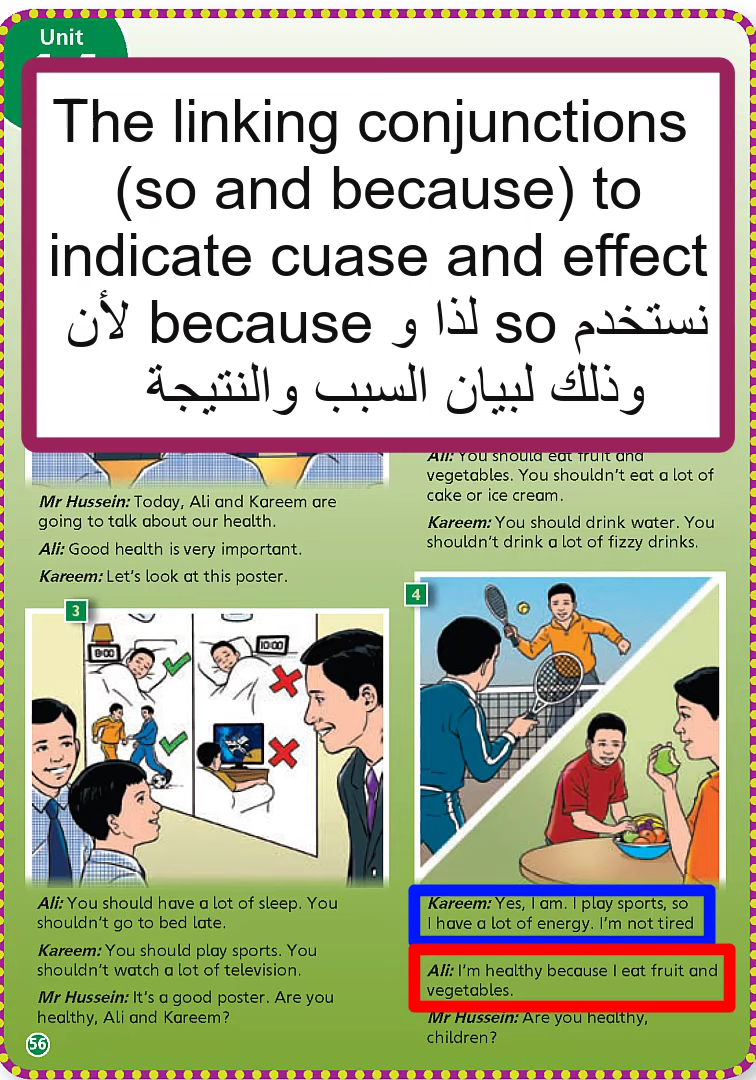 Unit
The linking conjunctions
(so and because) to
indicate cuase and effect
نستخدم so لذا و because لأن
وذلك لبيان السبب والنتيجة
Ali: You should eat fruit and
vegetables. You shouldn't eat a lot of
cake or ice cream.
Kareem: You should drink water. You
shouldn't drink a lot of fizzy drinks.
Mr Hussein: Today, Ali and Kareem are
going to talk about our health.
Ali: Good health is very important.
Kareem: Let's look at this poster.
3
8:00
10:00
4
Ali: You should have a lot of sleep. You
shouldn't go to bed late.
Kareem: You should play sports. You
shouldn't watch a lot of television.
Mr Hussein: It's a good poster. Are you
healthy, Ali and Kareem?
Kareem: Yes, I am. I play sports, so
I have a lot of energy. I'm not tired
Ali: I'm healthy because I eat fruit and
vegetables.
Mr Hussein: Are you healthy,
children?
56